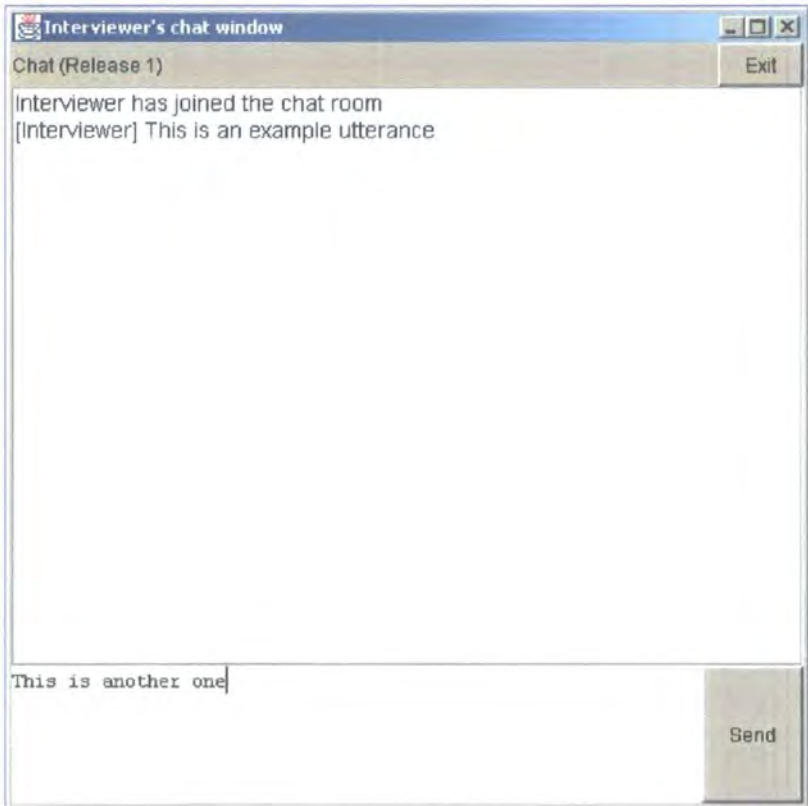 Interviewer's chat window
Chat (Release 1)
Exit
Interviewer has joined the chat room
[Interviewer] This is an example utterance
This is another one
Send